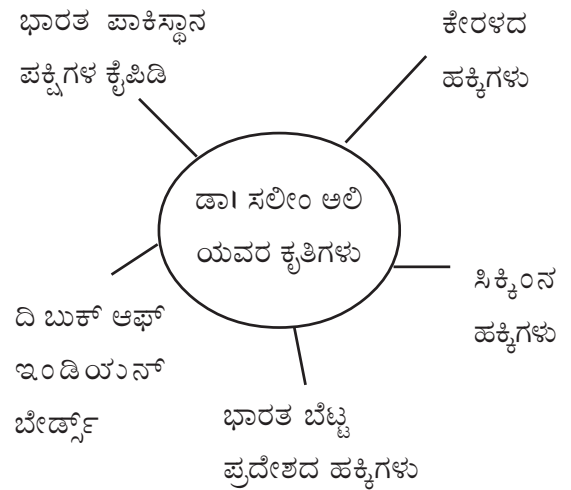 ಭಾರತ ಪಾಕಿಸ್ಥಾನ
ಪಕ್ಷಿಗಳ ಕೈಪಿಡಿ
ಕೇರಳದ
ಹಕ್ಕಿಗಳು
ಡಾ। ಸಲೀಂ ಅಲಿ
ಯವರ ಕೃತಿಗಳು
ಸಿಕ್ಕಿಂನ
ಹಕ್ಕಿಗಳು
ದಿ ಬುಕ್ ಆಫ್
ಇಂಡಿಯನ್
ಬೇರ್ಡ್ಸ್
ಭಾರತ ಬೆಟ್ಟ
ಪ್ರದೇಶದ ಹಕ್ಕಿಗಳು